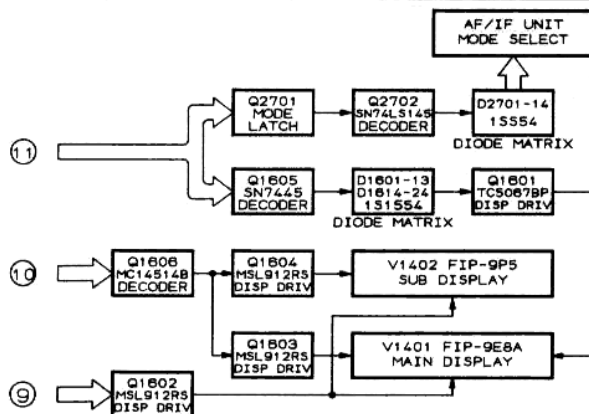 AF/IF UNIT
MODE SELECT
Q2701
MODE
LATCH
Q2702
SN74LS145
DECODER
D2701-14
1SS54
DIODE MATRIX
11
Q1605
SN7445
DECODER
D1601-13
D1614-24
1S1554
DIODE MATRIX
Q1601
TC5067BP
DISP DRIV
10
Q1606
MC14514B
DECODER
Q1604
MSL912RS
DISP DRIV
V1402 FIP-9P5
SUB DISPLAY
Q1603
MSL912RS
DISP DRIV
V1401 FIP-9E8A
MAIN DISPLAY
9
Q1602
MSL912RS
DISP DRIV